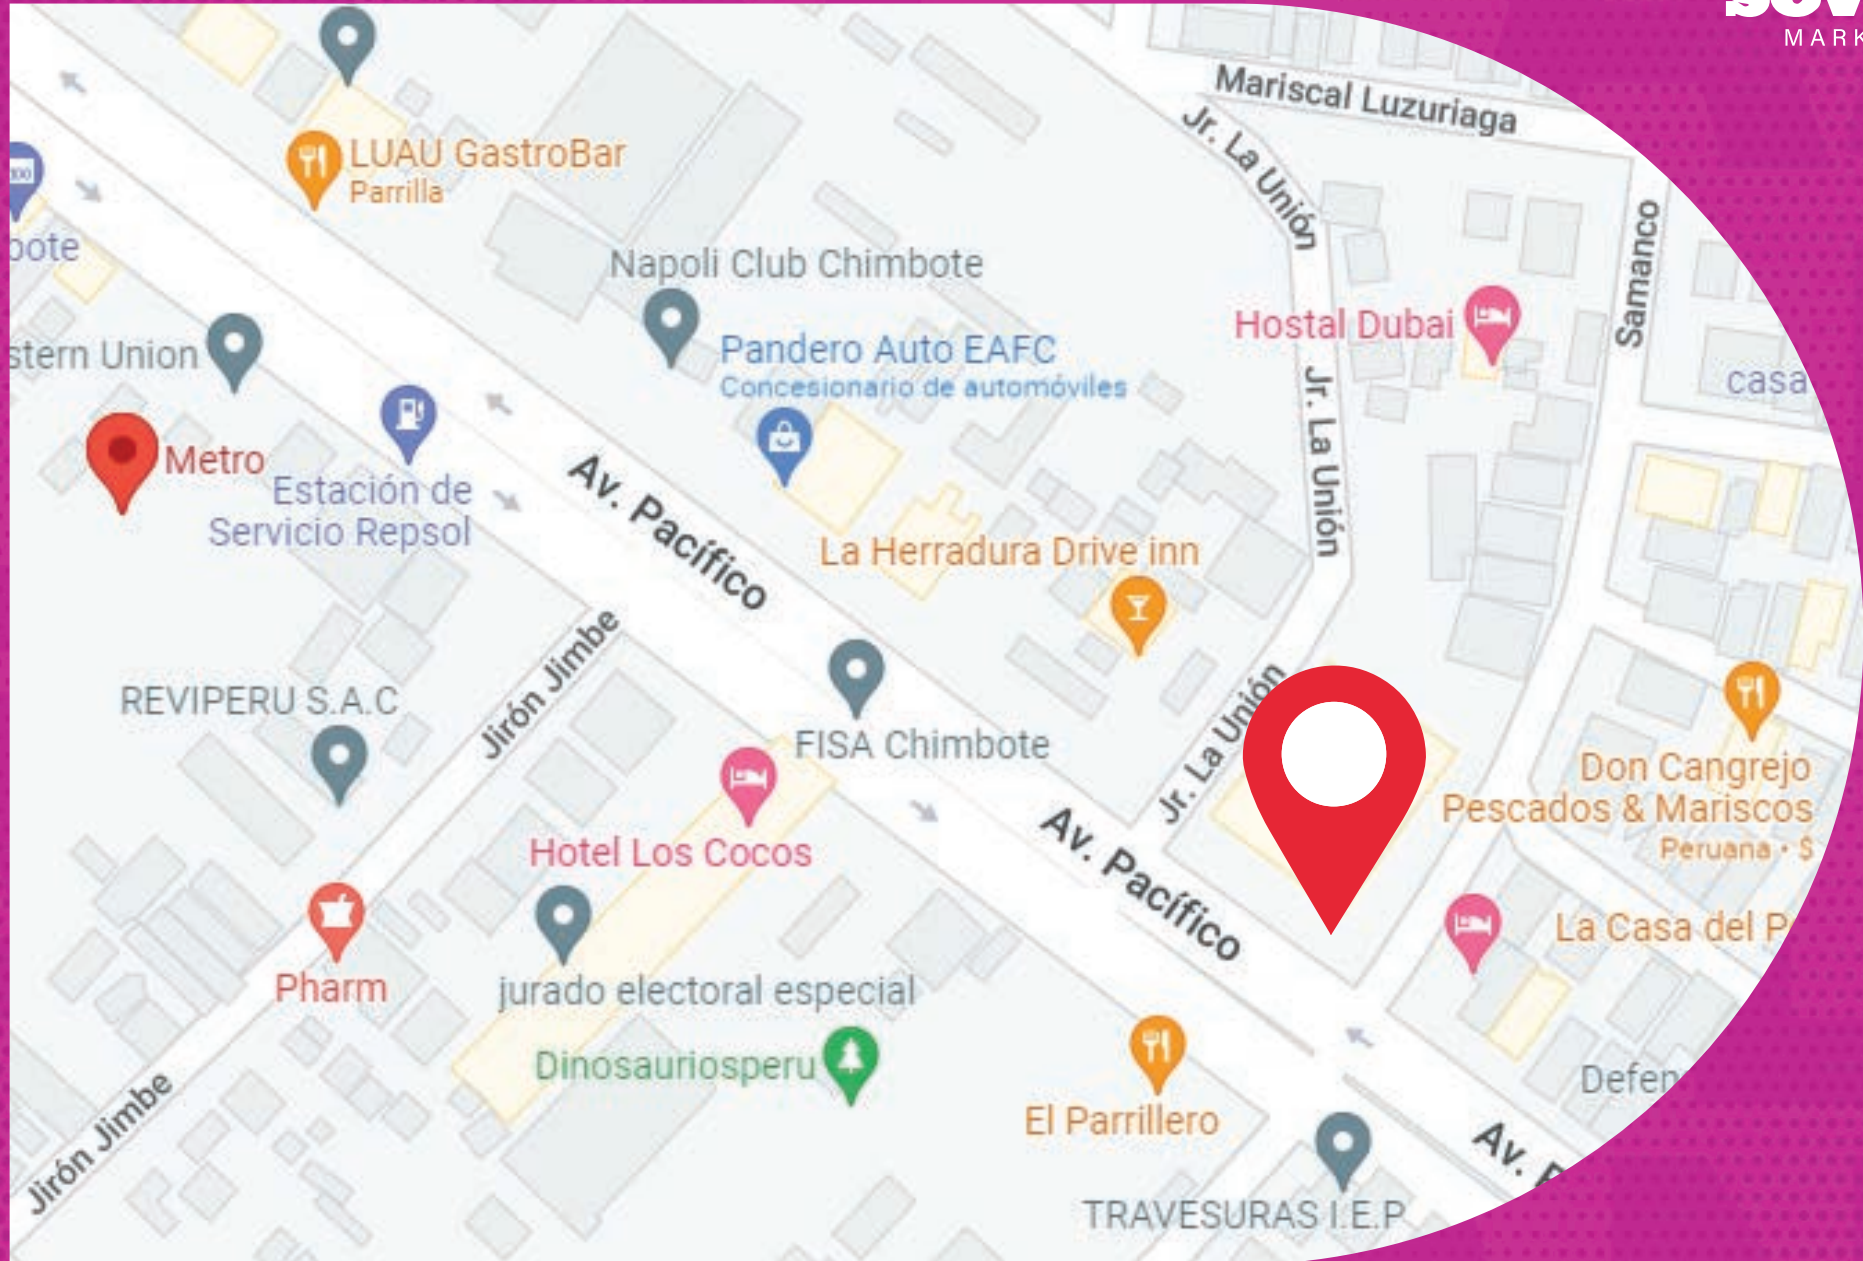 MARK
Mariscal Luzuriaga
Jr. La Unión
LUAU GastroBar
Parrilla
Samanco
Napoli Club Chimbote
Hostal Dubai
Pandero Auto EAFC
Concesionario de automóviles
Union
casa
Jr. La Unión
Metro
Estación de
Servicio Repsol
Av. Pacífico
La Herradura Drive inn
Jirón Jimbe
REVIPERU S.A.C
Jr. La Unión
FISA Chimbote
Don Cangrejo
Pescados & Mariscos
Peruana · $
Hotel Los Cocos
Av. Pacífico
La Casa del P
Pharm
jurado electoral especial
Dinosauriosperu
Defen
El Parrillero
Jirón Jimbe
Av.
TRAVESURAS I.E.P